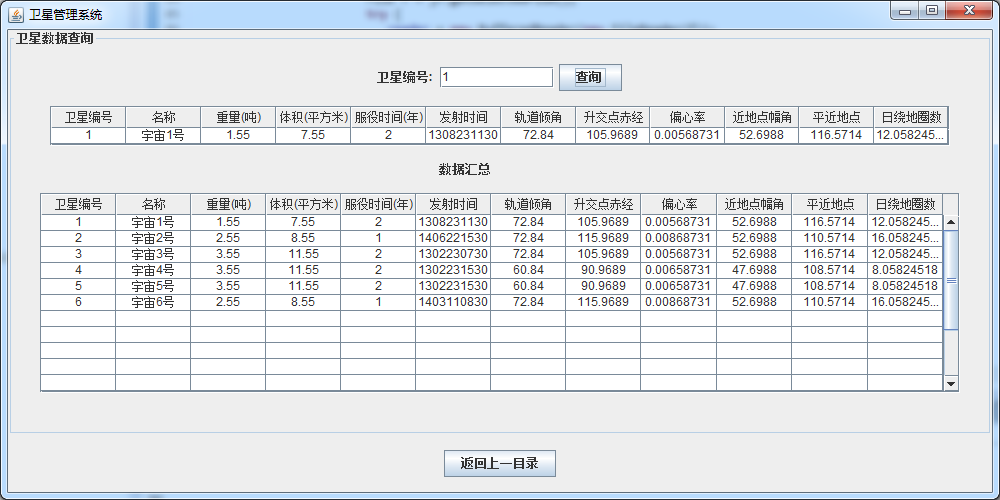 卫星管理系统
卫星数据查询
卫星编号: 1 查询
卫星编号 名称 重量(吨) 体积(平方米) 服役时间(年) 发射时间 轨道倾角 升交点赤经 偏心率 近地点幅角 平近地点 日绕地圈数
1 宇宙1号 1.55 7.55 2 1308231130 72.84 105.9689 0.00568731 52.6988 116.5714 12.058245...
数据汇总
卫星编号 名称 重量(吨) 体积(平方米) 服役时间(年) 发射时间 轨道倾角 升交点赤经 偏心率 近地点幅角 平近地点 日绕地圈数
1 宇宙1号 1.55 7.55 2 1308231130 72.84 105.9689 0.00568731 52.6988 116.5714 12.058245...
2 宇宙2号 2.55 8.55 1 1406221530 72.84 115.9689 0.00868731 52.6988 110.5714 16.058245...
3 宇宙3号 3.55 11.55 2 1302230730 72.84 105.9689 0.00568731 52.6988 116.5714 12.058245...
4 宇宙4号 3.55 11.55 2 1302231530 60.84 90.9689 0.00658731 47.6988 108.5714 8.05824518
5 宇宙5号 3.55 11.55 2 1302231530 60.84 90.9689 0.00658731 47.6988 108.5714 8.05824518
6 宇宙6号 2.55 8.55 1 1403110830 72.84 115.9689 0.00868731 52.6988 110.5714 16.058245...
返回上一目录